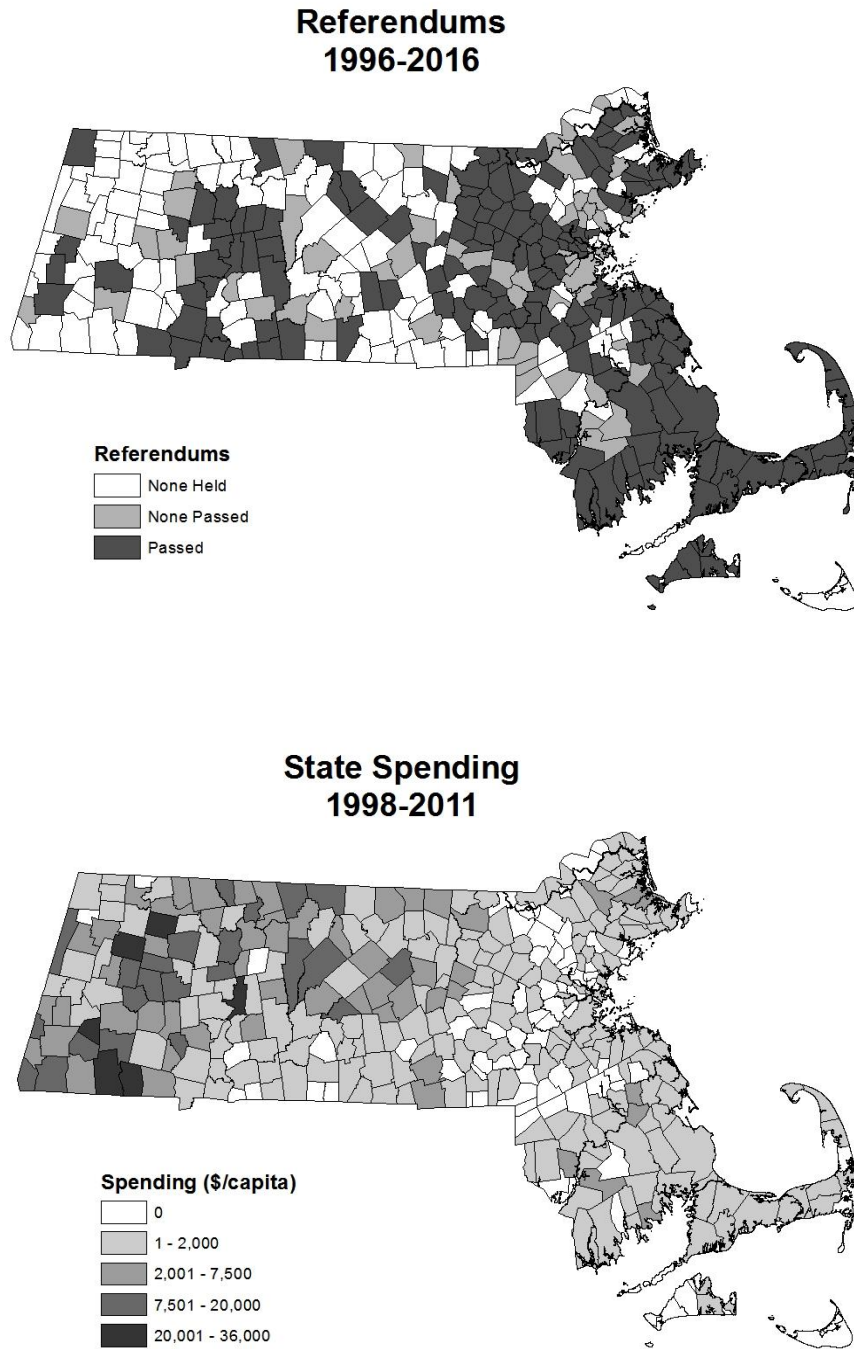 Referendums
1996-2016
Referendums
None Held
None Passed
Passed
State Spending
1998-2011
Spending ($/capita)
0
1 - 2,000
2,001 - 7,500
7,501 - 20,000
20,001 - 36,000